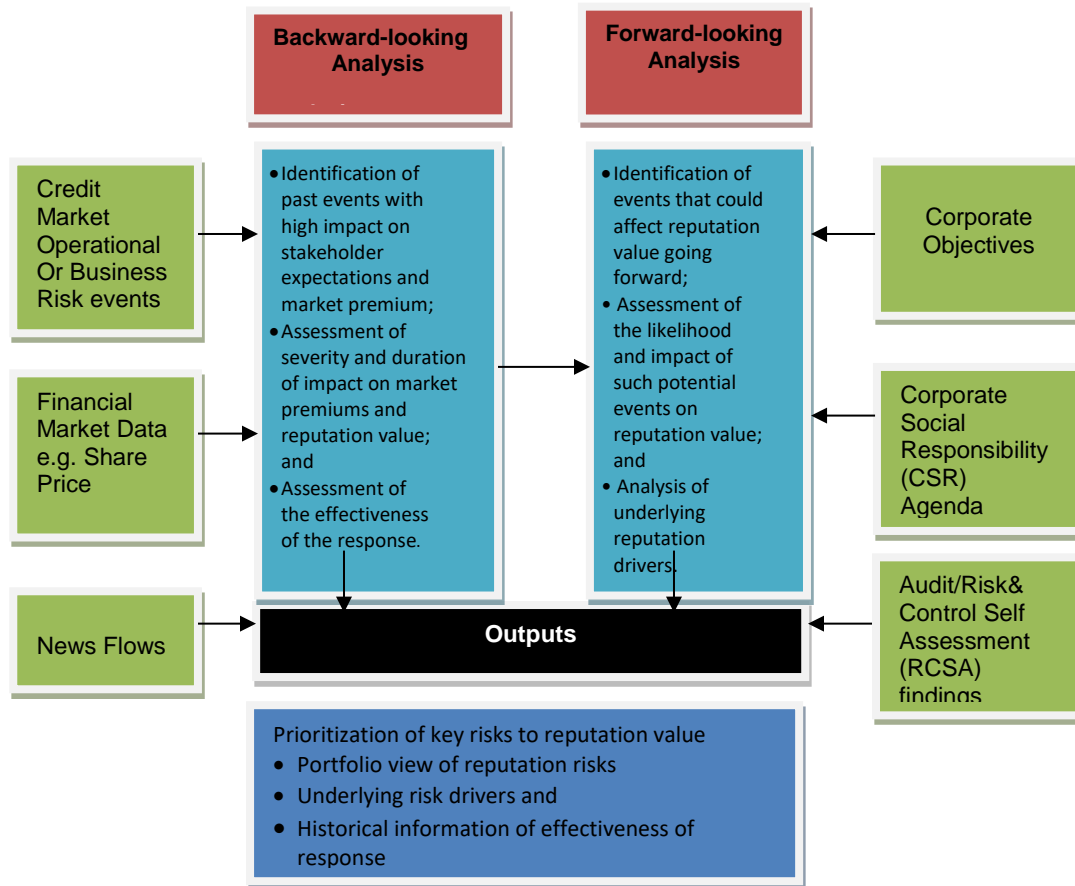 Backward-looking
Analysis
Forward-looking
Analysis
Credit
Market
Operational
Or Business
Risk events
Financial
Market Data
e.g. Share
Price
News Flows
• Identification of
past events with
high impact on
stakeholder
expectations and
market premium;
• Assessment of
severity and duration
of impact on market
premiums and
reputation value;
and
• Assessment of
the effectiveness
of the response.
• Identification of
events that could
affect reputation
value going
forward;
• Assessment of
the likelihood
and impact of
such potential
events on
reputation value;
and
• Analysis of
underlying
reputation
drivers.
Corporate
Objectives
Corporate
Social
Responsibility
(CSR)
Agenda
Audit/Risk&
Control Self
Assessment
(RCSA)
findings
Outputs
Prioritization of key risks to reputation value
• Portfolio view of reputation risks
• Underlying risk drivers and
• Historical information of effectiveness of
response